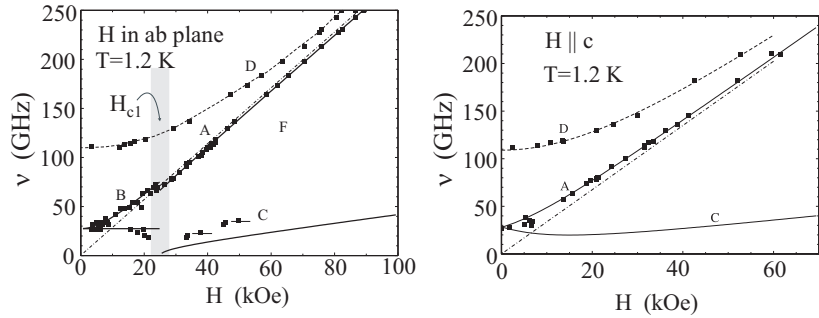 250
200
150
100
50
0
ν (GHz)
H in ab plane
T=1.2 K
H_c1
D
A
F
B
C
0 20 40 60 80 100
H (kOe)
250
200
150
100
50
0
ν (GHz)
H || c
T=1.2 K
D
A
C
0 20 40 60
H (kOe)